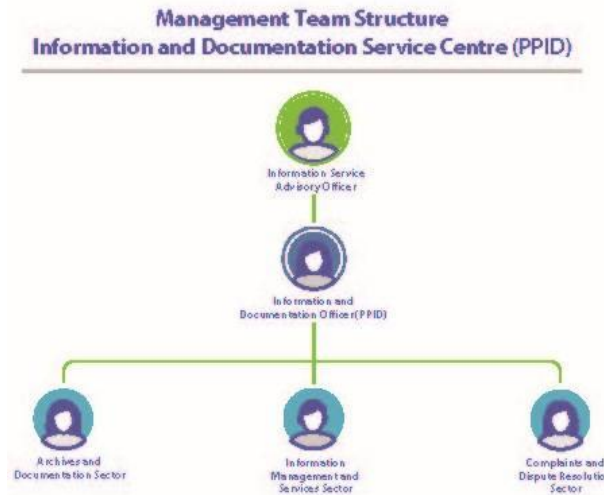 Management Team Structure
Information and Documentation Service Centre (PPID)
Information Service
Advisory Officer
Information and
Documentation Officer(PPID)
Archives and
Documentation Sector
Information
Management and
Services Sector
Complaints and
Dispute Resolutio
Sector